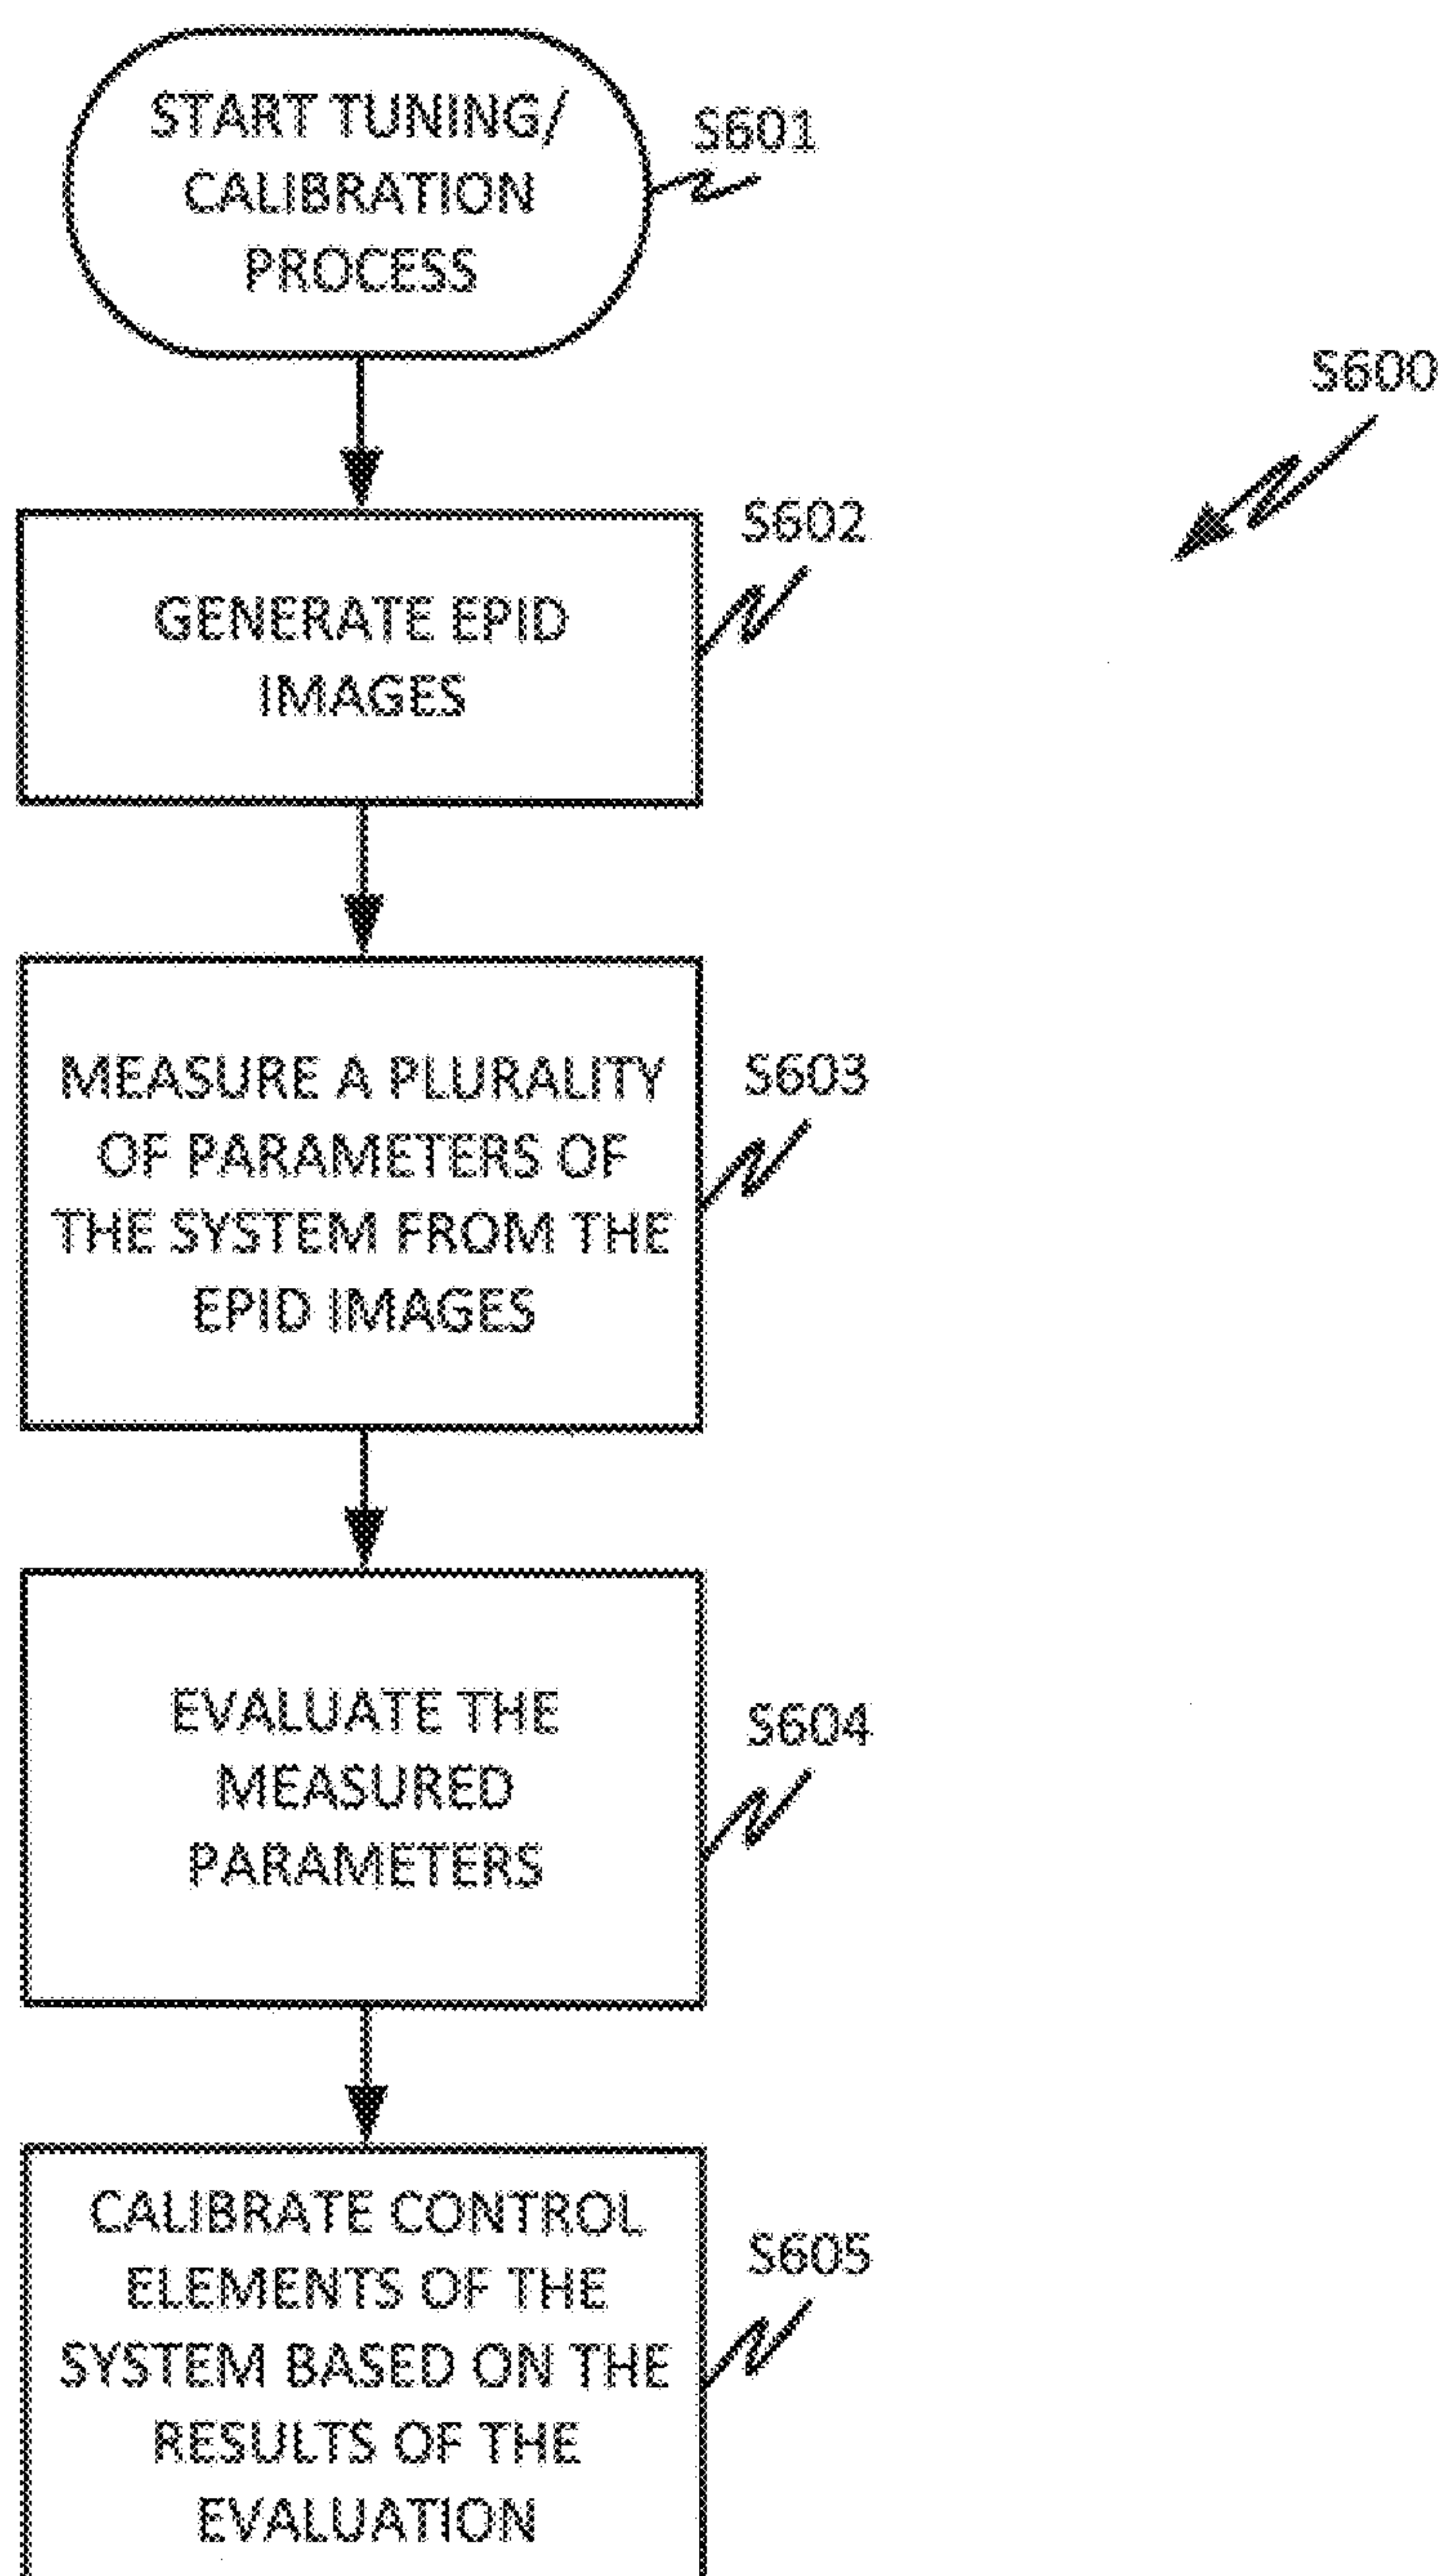 START TUNING/
CALIBRATION
PROCESS
S601
S600
GENERATE EPID
IMAGES
S602
MEASURE A PLURALITY
OF PARAMETERS OF
THE SYSTEM FROM THE
EPID IMAGES
S603
EVALUATE THE
MEASURED
PARAMETERS
S604
CALIBRATE CONTROL
ELEMENTS OF THE
SYSTEM BASED ON THE
RESULTS OF THE
EVALUATION
S605